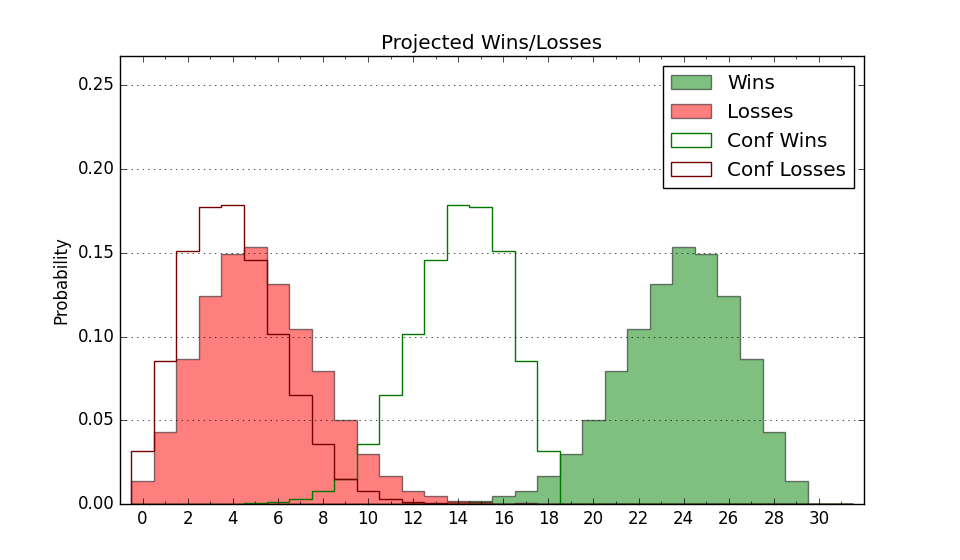 Projected Wins/Losses
Wins
Losses
Conf Wins
Conf Losses
Probability
0.25
0.20
0.15
0.10
0.05
0.00
0 2 4 6 8 10 12 14 16 18 20 22 24 26 28 30